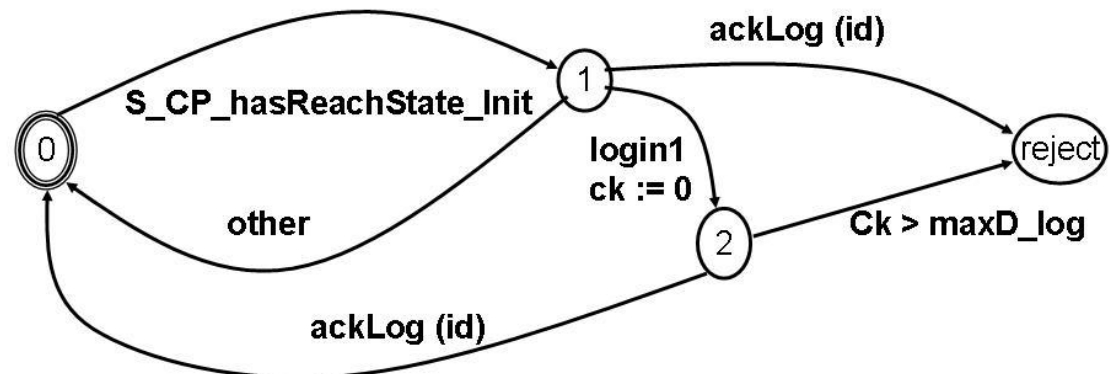 ackLog (id)
1
S_CP_hasReachState_Init
0
login1
reject
ck := 0
other
2
Ck > maxD_log
ackLog (id)